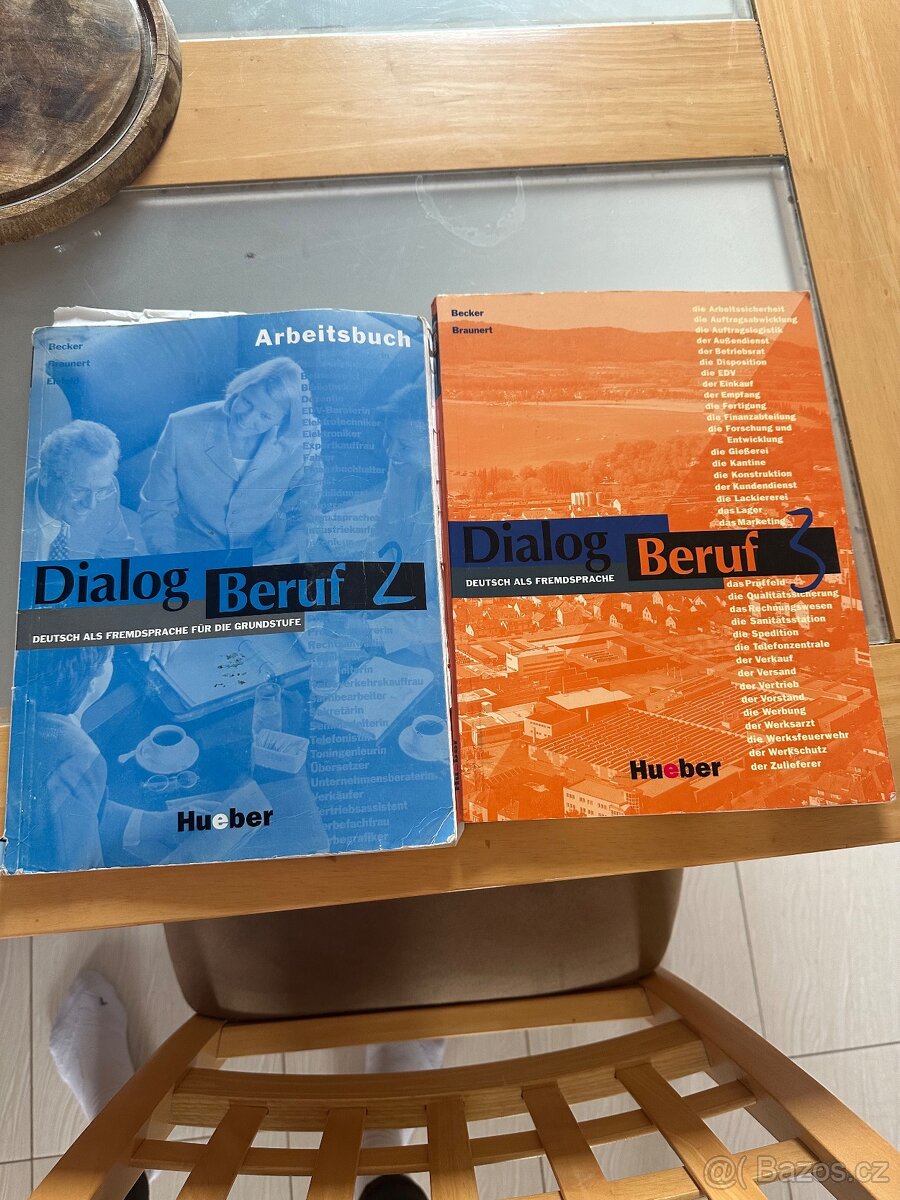 Becker
Braunert
Arbeitsbuch
EDV-Beraterin
Elektrotechniker
Elektroniker
Dialog Beruf 2
DEUTSCH ALS FREMDSPRACHE FÜR DIE GRUNDSTUFE
Telefonistin
Toningenieurin
Übersetzer
Unternehmensberaterin
Hueber
Becker
Braunert
die Arbeitssicherheit
die Auftragsabwicklung
die Auftragslogistik
der Außendienst
der Betriebsrat
die Disposition
die EDV
der Einkauf
der Empfang
die Fertigung
die Finanzabteilung
die Forschung und
Entwicklung
die Gießerei
die Kantine
die Konstruktion
der Kundendienst
die Lackiererei
das Lager
das Marketing
Dialog Beruf 3
DEUTSCH ALS FREMDSPRACHE
das Prüffeld
die Qualitätssicherung
das Rechnungswesen
die Sanitätsstation
die Spedition
die Telefonzentrale
der Verkauf
der Versand
der Vertrieb
der Vorstand
die Werbung
der Werksarzt
die Werksfeuerwehr
der Werkschutz
der Zulieferer
Hueber
Bazos.cz